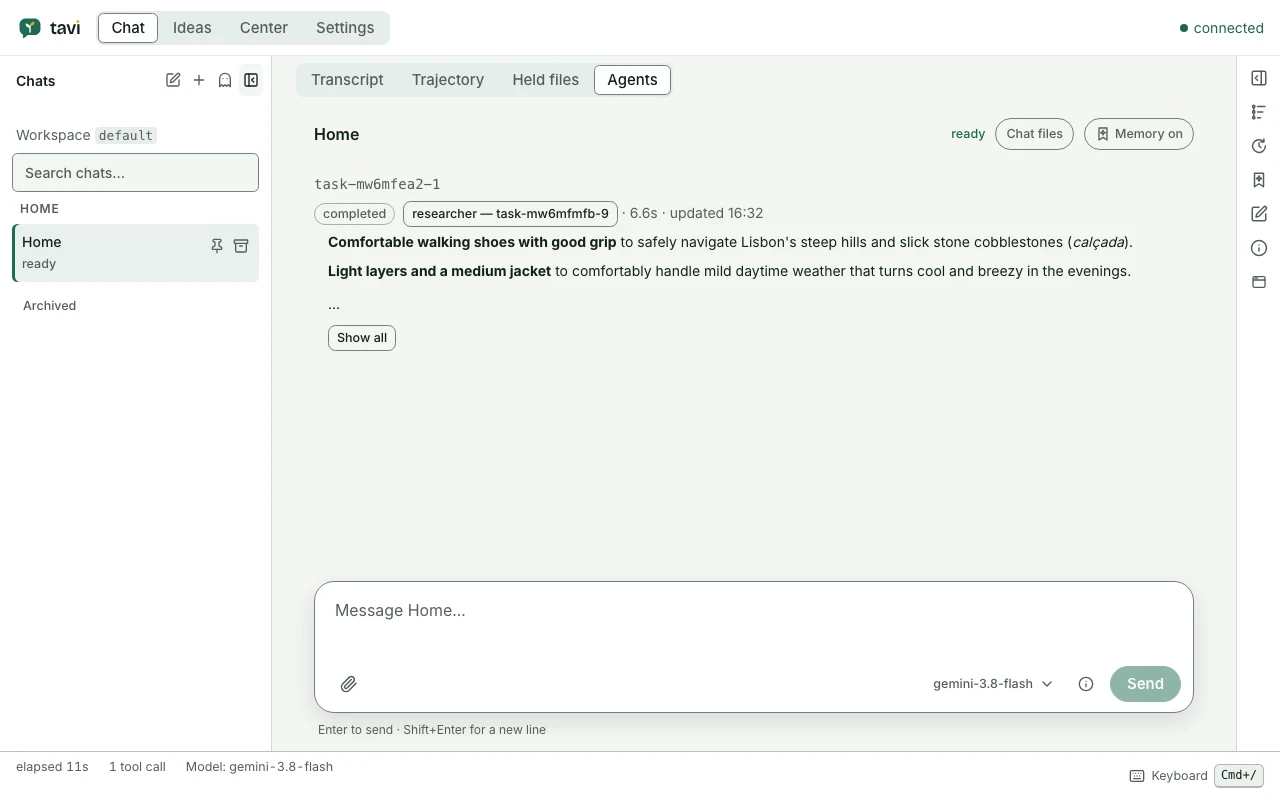 tavi Chat Ideas Center Settings connected
Chats
Workspace default
Search chats...
HOME
Home
ready
Archived
Transcript Trajectory Held files Agents
Home ready Chat files Memory on
task-mw6mfea2-1
completed researcher — task-mw6mfmfb-9 · 6.6s · updated 16:32
Comfortable walking shoes with good grip to safely navigate Lisbon's steep hills and slick stone cobblestones (calçada).
Light layers and a medium jacket to comfortably handle mild daytime weather that turns cool and breezy in the evenings.
...
Show all
Message Home...
gemini-3.8-flash Send
Enter to send · Shift+Enter for a new line
elapsed 11s 1 tool call Model: gemini-3.8-flash Keyboard Cmd+/